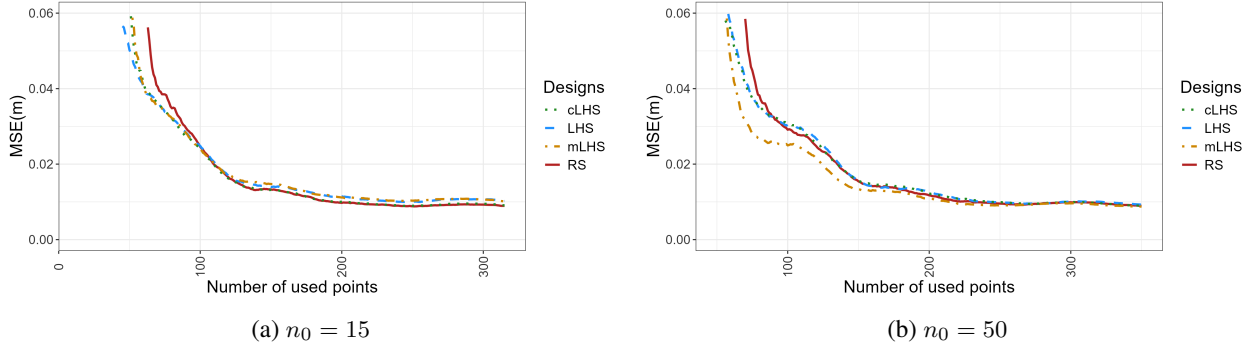 0.06
0.04
0.02
0.00
MSE(m)
0
100
200
300
Number of used points
Designs
cLHS
LHS
mLHS
RS
(a) n₀ = 15
0.06
0.04
0.02
0.00
MSE(m)
100
200
300
Number of used points
Designs
cLHS
LHS
mLHS
RS
(b) n₀ = 50